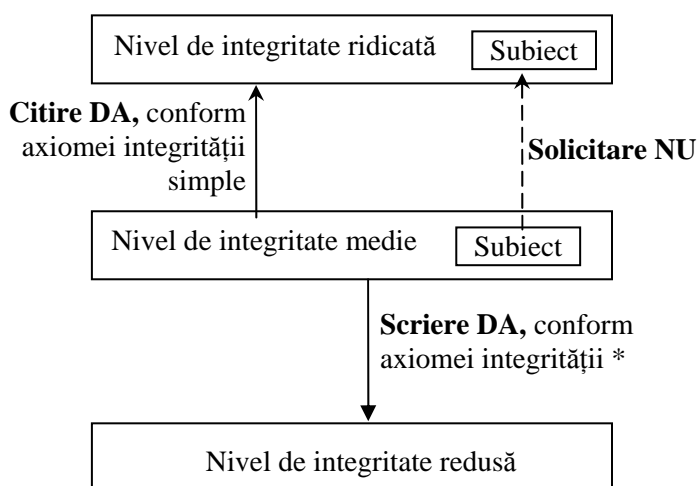 Nivel de integritate ridicată
Subiect
Citire DA, conform
axiomei integrității
simple
Solicitare NU
Nivel de integritate medie
Subiect
Scriere DA, conform
axiomei integrității *
Nivel de integritate redusă